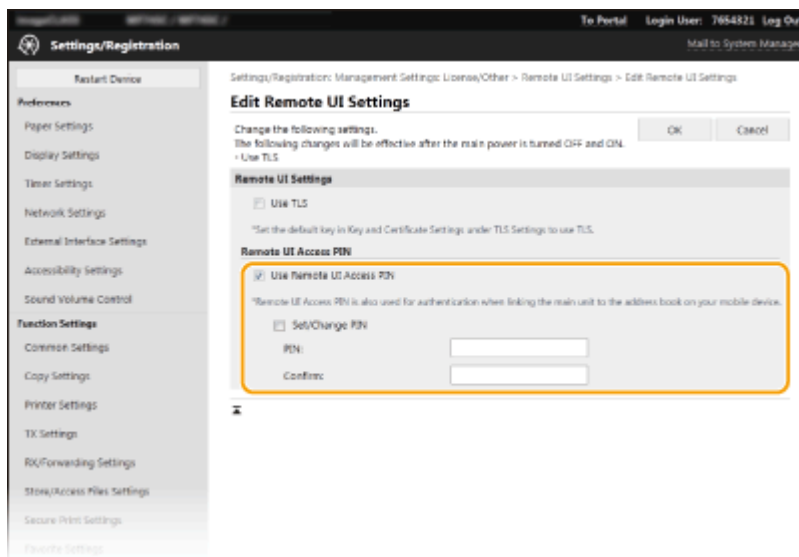 To Portal Login User: 7654321 Log Ou
Settings/Registration
Mail to System Manage
Restart Device
Settings/Registration: Management Settings: License/Other > Remote UI Settings > Edit Remote UI Settings
Preferences
Edit Remote UI Settings
Paper Settings
Change the following settings.
The following changes will be effective after the main power is turned OFF and ON.
- Use TLS
OK
Cancel
Display Settings
Timer Settings
Remote UI Settings
Use TLS
Network Settings
*Set the default key in Key and Certificate Settings under TLS Settings to use TLS.
External Interface Settings
Remote UI Access PIN
Accessibility Settings
Use Remote UI Access PIN
Sound Volume Control
*Remote UI Access PIN is also used for authentication when linking the main unit to the address book on your mobile device.
Function Settings
Set/Change PIN
Common Settings
PIN:
Copy Settings
Confirm:
Printer Settings
TX Settings
RX/Forwarding Settings
Store/Access Files Settings
Secure Print Settings
Favorite Settings